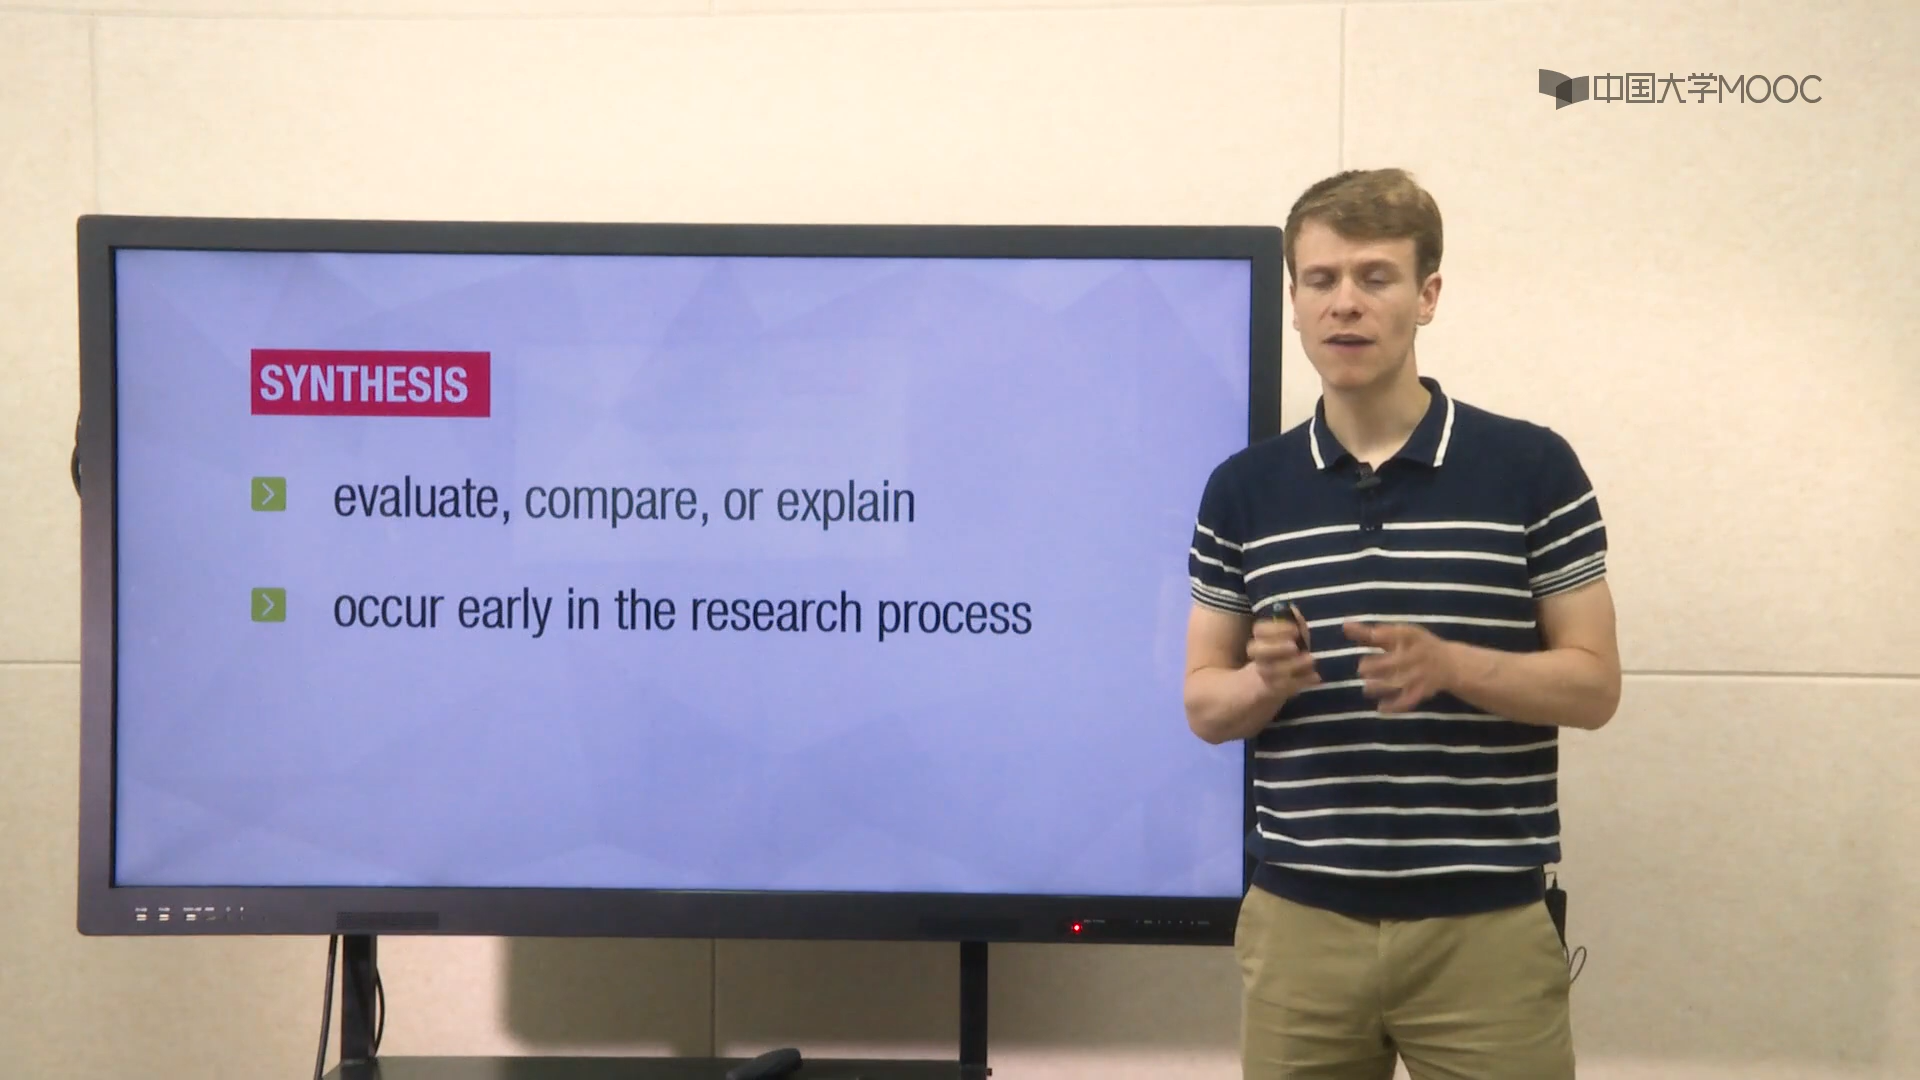 中国大学MOOC
SYNTHESIS
evaluate, compare, or explain
occur early in the research process